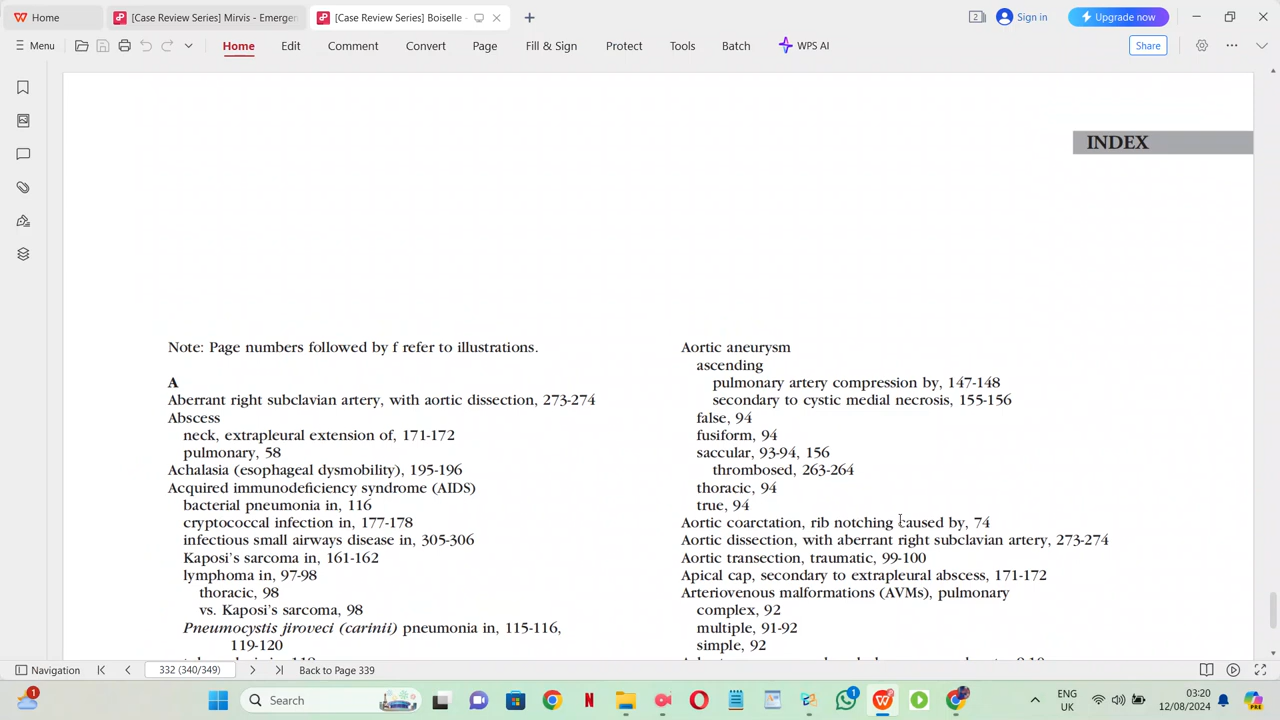 Home
[Case Review Series] Mirvis - Emergen
[Case Review Series] Boiselle -
2
Sign in
Upgrade now
Menu
Home
Edit
Comment
Convert
Page
Fill & Sign
Protect
Tools
Batch
WPS AI
Share
INDEX
Note: Page numbers followed by f refer to illustrations.
A
Aberrant right subclavian artery, with aortic dissection, 273-274
Abscess
neck, extrapleural extension of, 171-172
pulmonary, 58
Achalasia (esophageal dysmobility), 195-196
Acquired immunodeficiency syndrome (AIDS)
bacterial pneumonia in, 116
cryptococcal infection in, 177-178
infectious small airways disease in, 305-306
Kaposi's sarcoma in, 161-162
lymphoma in, 97-98
thoracic, 98
vs. Kaposi's sarcoma, 98
Pneumocystis jiroveci (carinii) pneumonia in, 115-116,
119-120
Aortic aneurysm
ascending
pulmonary artery compression by, 147-148
secondary to cystic medial necrosis, 155-156
false, 94
fusiform, 94
saccular, 93-94, 156
thrombosed, 263-264
thoracic, 94
true, 94
Aortic coarctation, rib notching caused by, 74
Aortic dissection, with aberrant right subclavian artery, 273-274
Aortic transection, traumatic, 99-100
Apical cap, secondary to extrapleural abscess, 171-172
Arteriovenous malformations (AVMs), pulmonary
complex, 92
multiple, 91-92
simple, 92
Navigation
332 (340/349)
Back to Page 339
1
Search
1
ENG
UK
03:20
12/08/2024